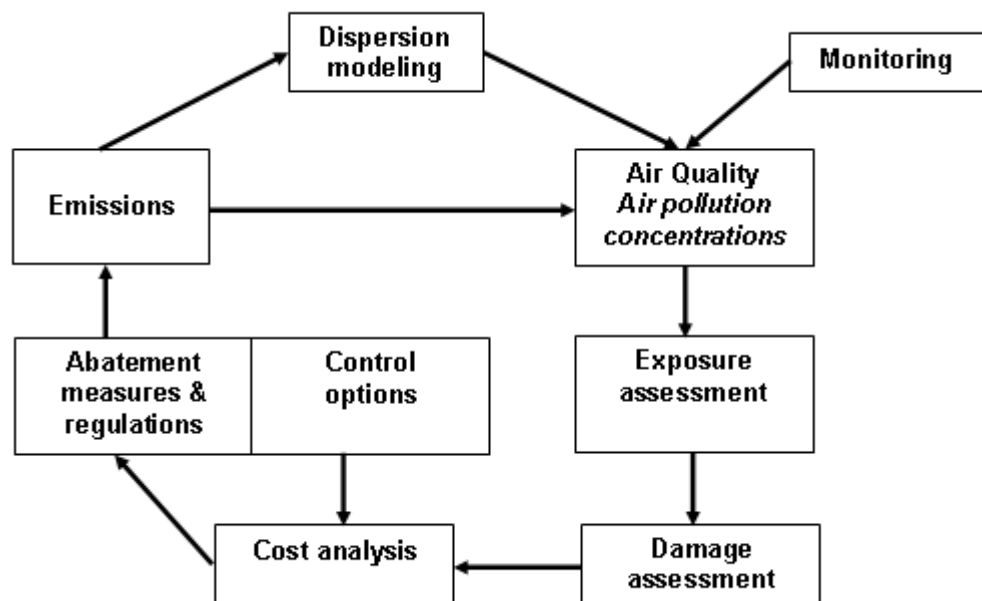 Dispersion
modeling
Monitoring
Emissions
Air Quality
Air pollution
concentrations
Abatement
measures &
regulations
Control
options
Exposure
assessment
Cost analysis
Damage
assessment